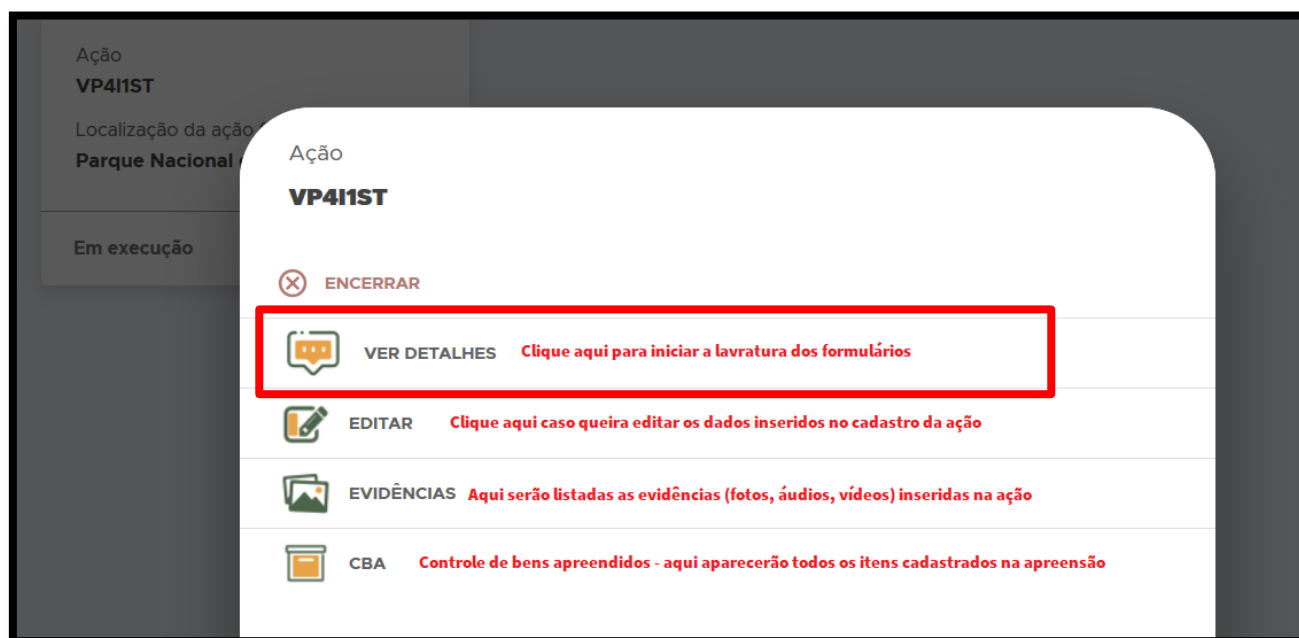 Ação
VP4I1ST
Localização da ação
Parque Nacional
Em execução
Ação
VP4I1ST
ENCERRAR
VER DETALHES Clique aqui para iniciar a lavratura dos formulários
EDITAR Clique aqui caso queira editar os dados inseridos no cadastro da ação
EVIDÊNCIAS Aqui serão listadas as evidências (fotos, áudios, vídeos) inseridas na ação
CBA Controle de bens apreendidos - aqui aparecerão todos os itens cadastrados na apreensão